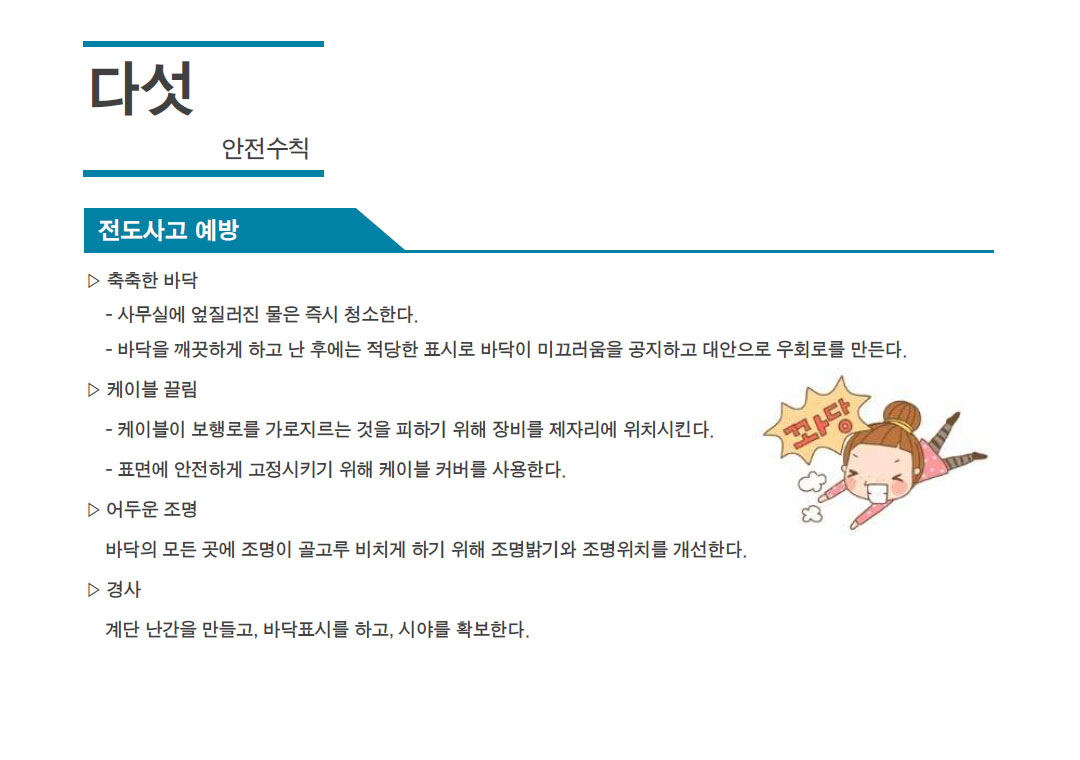 다섯
안전수칙
전도사고 예방
▷ 축축한 바닥
- 사무실에 엎질러진 물은 즉시 청소한다.
- 바닥을 깨끗하게 하고 난 후에는 적당한 표시로 바닥이 미끄러움을 공지하고 대안으로 우회로를 만든다.
▷ 케이블 끌림
- 케이블이 보행로를 가로지르는 것을 피하기 위해 장비를 제자리에 위치시킨다.
꽈당
- 표면에 안전하게 고정시키기 위해 케이블 커버를 사용한다.
▷ 어두운 조명
바닥의 모든 곳에 조명이 골고루 비치게 하기 위해 조명밝기와 조명위치를 개선한다.
▷ 경사
계단 난간을 만들고, 바닥표시를 하고, 시야를 확보한다.